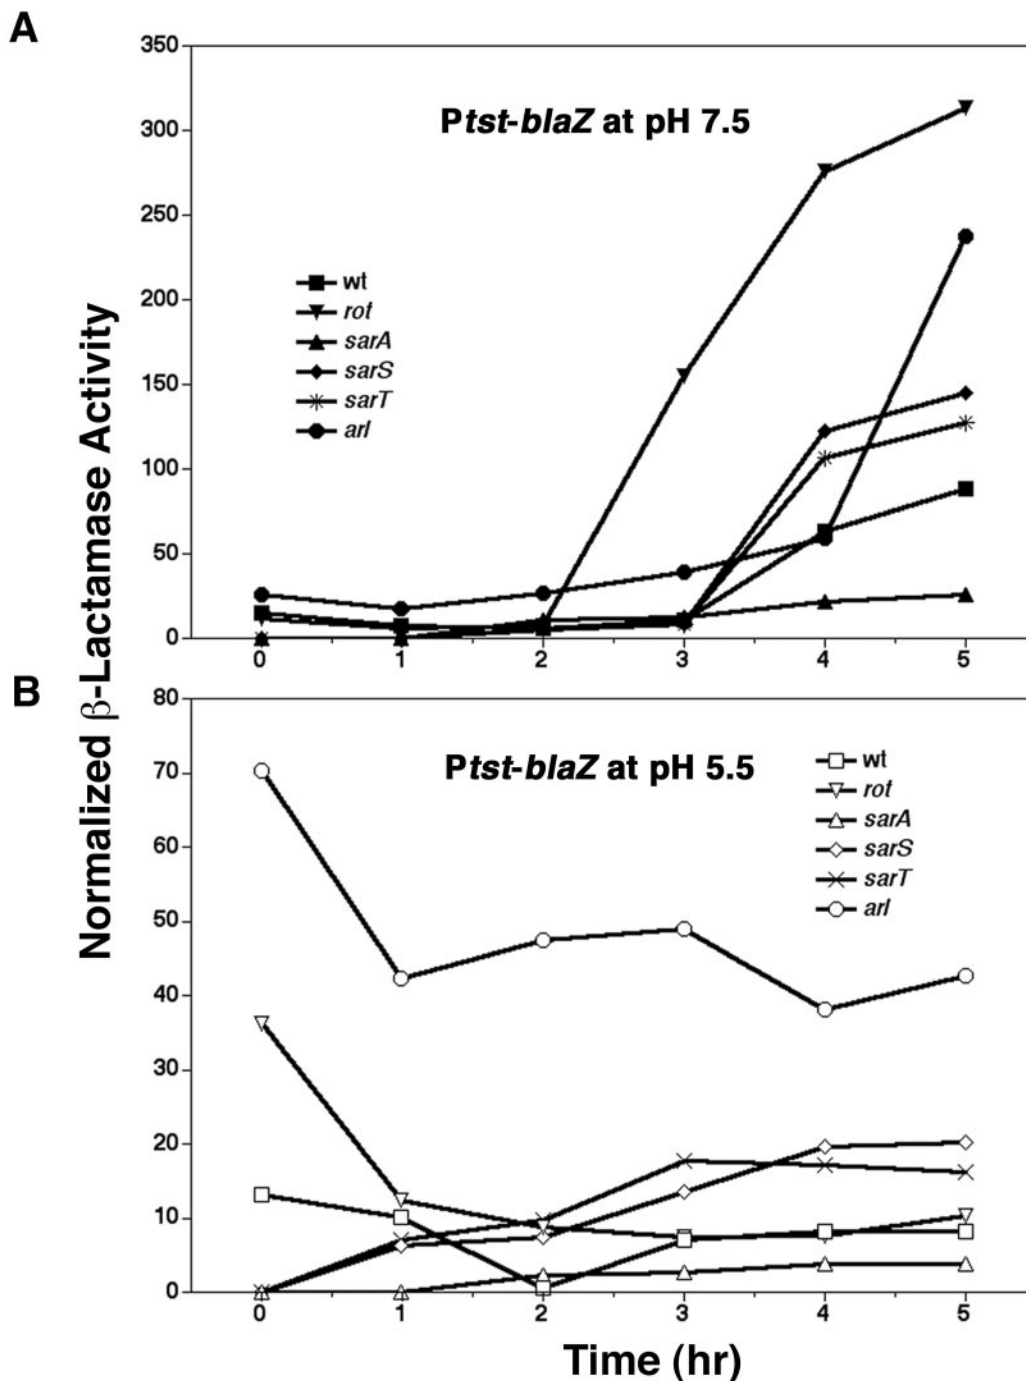 A
350
300
250
200
150
100
50
0
Ptst-blaZ at pH 7.5
wt
rot
sarA
sarS
sarT
arl
0 1 2 3 4 5
Normalized β-Lactamase Activity
B
80
70
60
50
40
30
20
10
0
Ptst-blaZ at pH 5.5
wt
rot
sarA
sarS
sarT
arl
0 1 2 3 4 5
Time (hr)